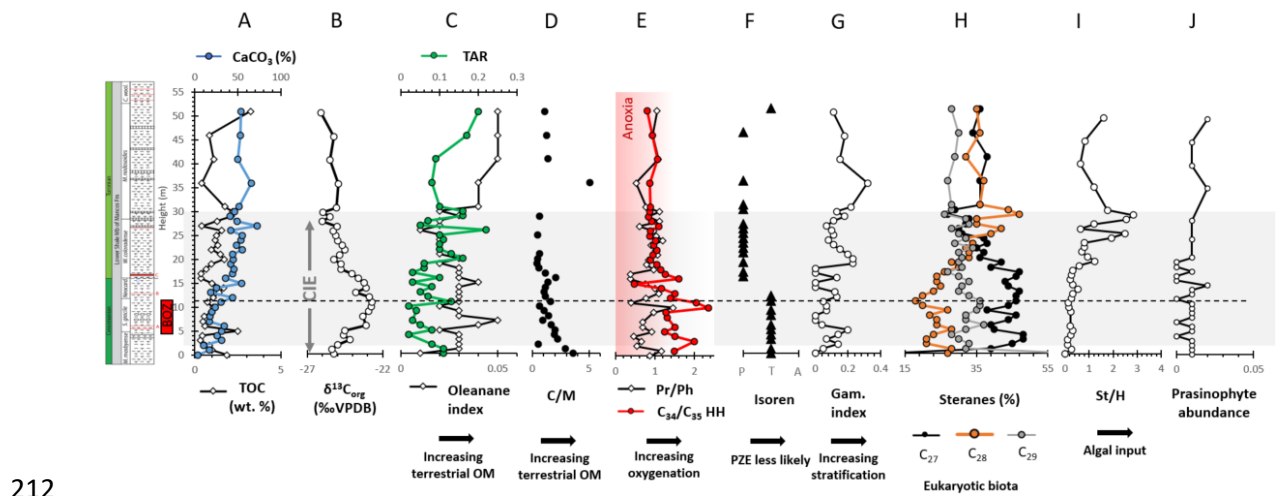 A B C D E F G H I J
CaCO₃ (%)
TAR
0 50 100
0 0.1 0.2 0.3
Anoxia
Height (m)
55
50
45
40
35
30
25
20
15
10
5
0
BQZ
CIE
0 5 10
-27 -22
0 0.05
0 5
0 1 2
P T A
0 0.2 0.4
15 35 55
0 1 2 3 4
0 0.05
TOC
(wt. %)
δ¹³Corg
(‰VPDB)
Oleanane
index
C/M
Pr/Ph
C₃₄/C₃₅ HH
Isoren
Gam.
index
Steranes (%)
St/H
Prasinophyte
abundance
Increasing
terrestrial OM
Increasing
terrestrial OM
Increasing
oxygenation
PZE less likely
Increasing
stratification
C₂₇ C₂₈ C₂₉
Eukaryotic biota
Algal input
212